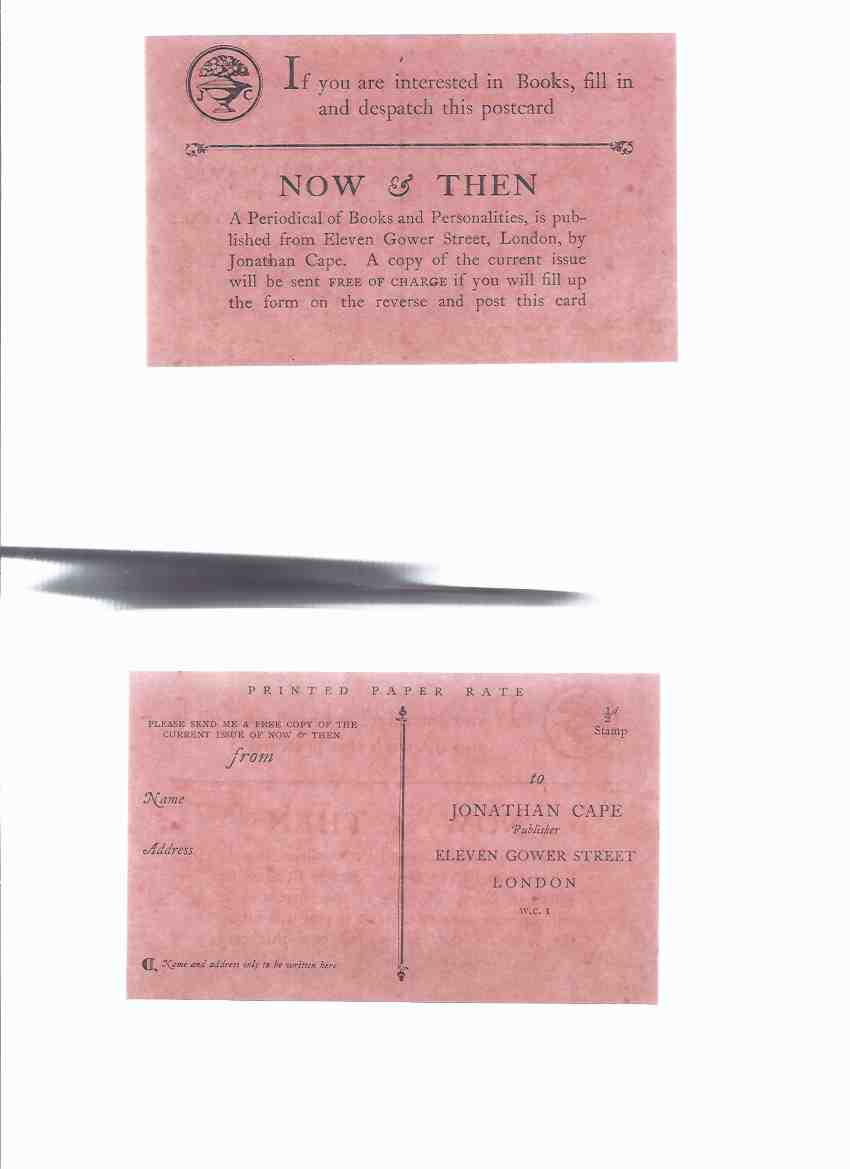 J C
If you are interested in Books, fill in
and despatch this postcard
NOW & THEN
A Periodical of Books and Personalities, is pub-
lished from Eleven Gower Street, London, by
Jonathan Cape. A copy of the current issue
will be sent FREE OF CHARGE if you will fill up
the form on the reverse and post this card
PRINTED PAPER RATE
PLEASE SEND ME A FREE COPY OF THE
CURRENT ISSUE OF NOW & THEN
from
Name
Address
Name and address only to be written here
½d
Stamp
to
JONATHAN CAPE
Publisher
ELEVEN GOWER STREET
LONDON
W.C. 1